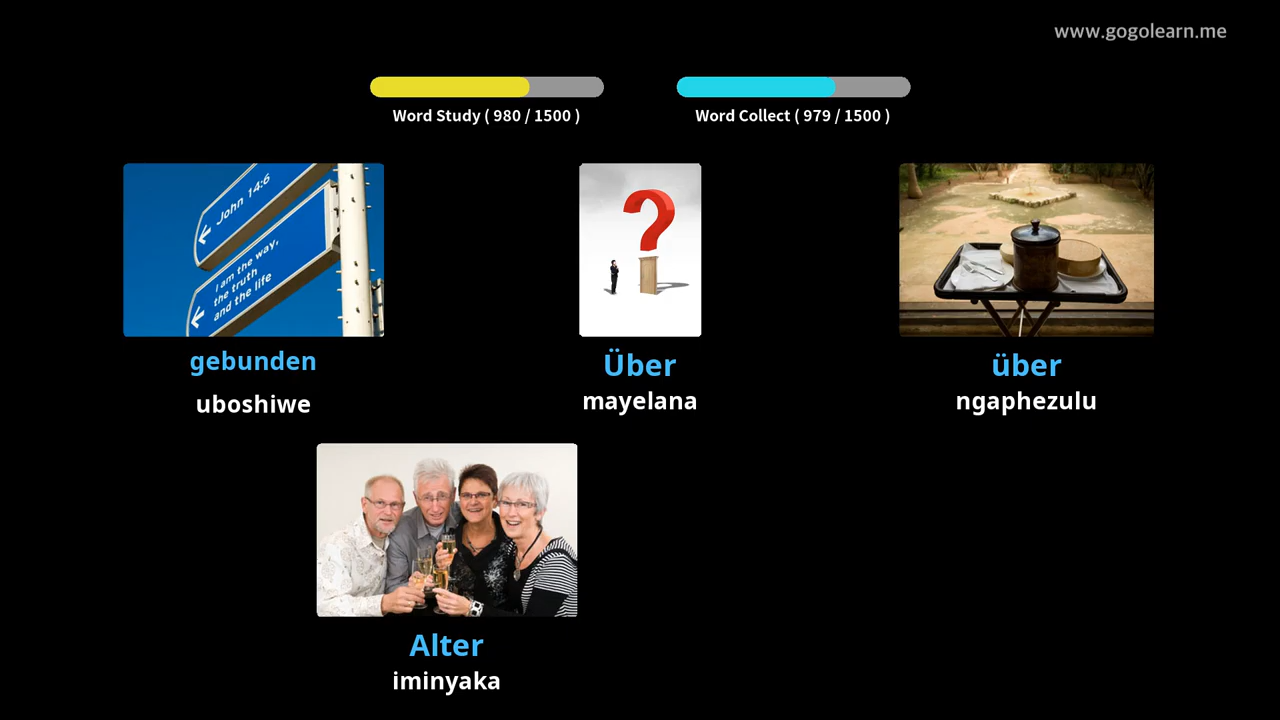 www.gogolearn.me
Word Study ( 980 / 1500 )
Word Collect ( 979 / 1500 )
John 14:6
I am the way,
the truth
and the life
gebunden
uboshiwe
Über
mayelana
über
ngaphezulu
Alter
iminyaka